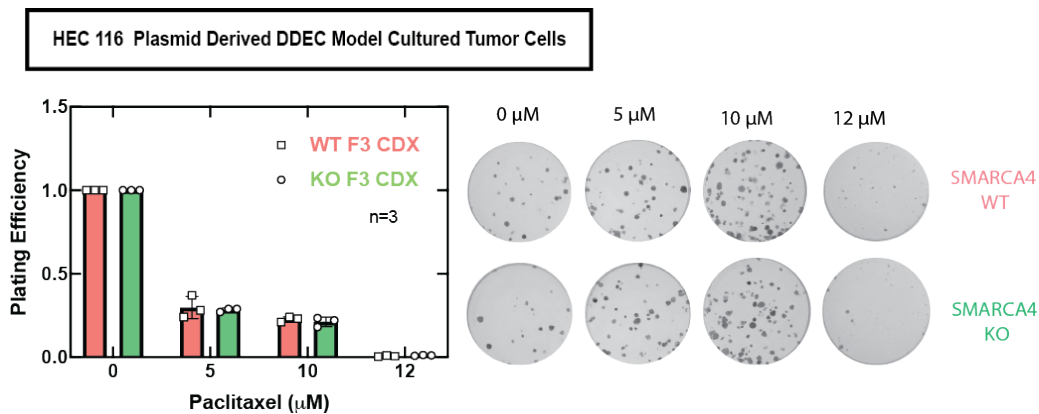 HEC 116 Plasmid Derived DDEC Model Cultured Tumor Cells
1.5
1.0
0.5
0.0
Plating Efficiency
WT F3 CDX
KO F3 CDX
n=3
0
5
10
12
Paclitaxel (μM)
0 μM
5 μM
10 μM
12 μM
SMARCA4
WT
SMARCA4
KO